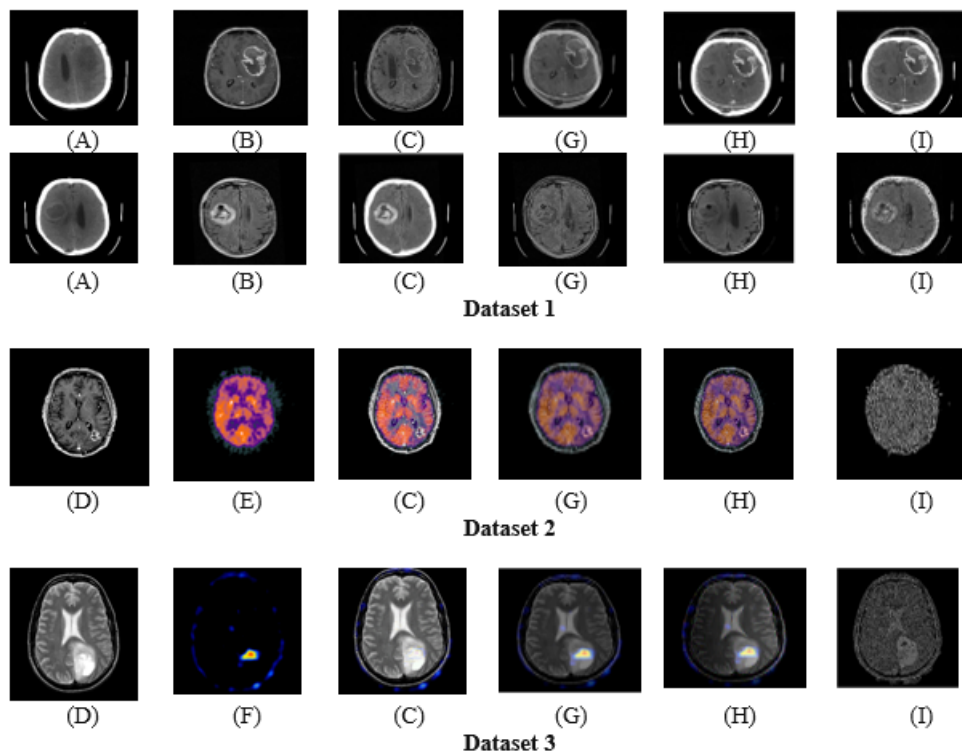 (A) (B) (C) (G) (H) (I)
(A) (B) (C) (G) (H) (I)
Dataset 1
(D) (E) (C) (G) (H) (I)
Dataset 2
(D) (F) (C) (G) (H) (I)
Dataset 3